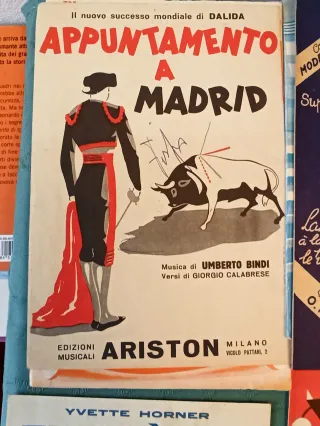 Il nuovo successo mondiale di DALIDA
APPUNTAMENTO
A
MADRID
Musica di UMBERTO BINDI
Versi di GIORGIO CALABRESE
EDIZIONI
MUSICALI
ARISTON
MILANO
VICOLO PATTARI, 2
YVETTE HORNER